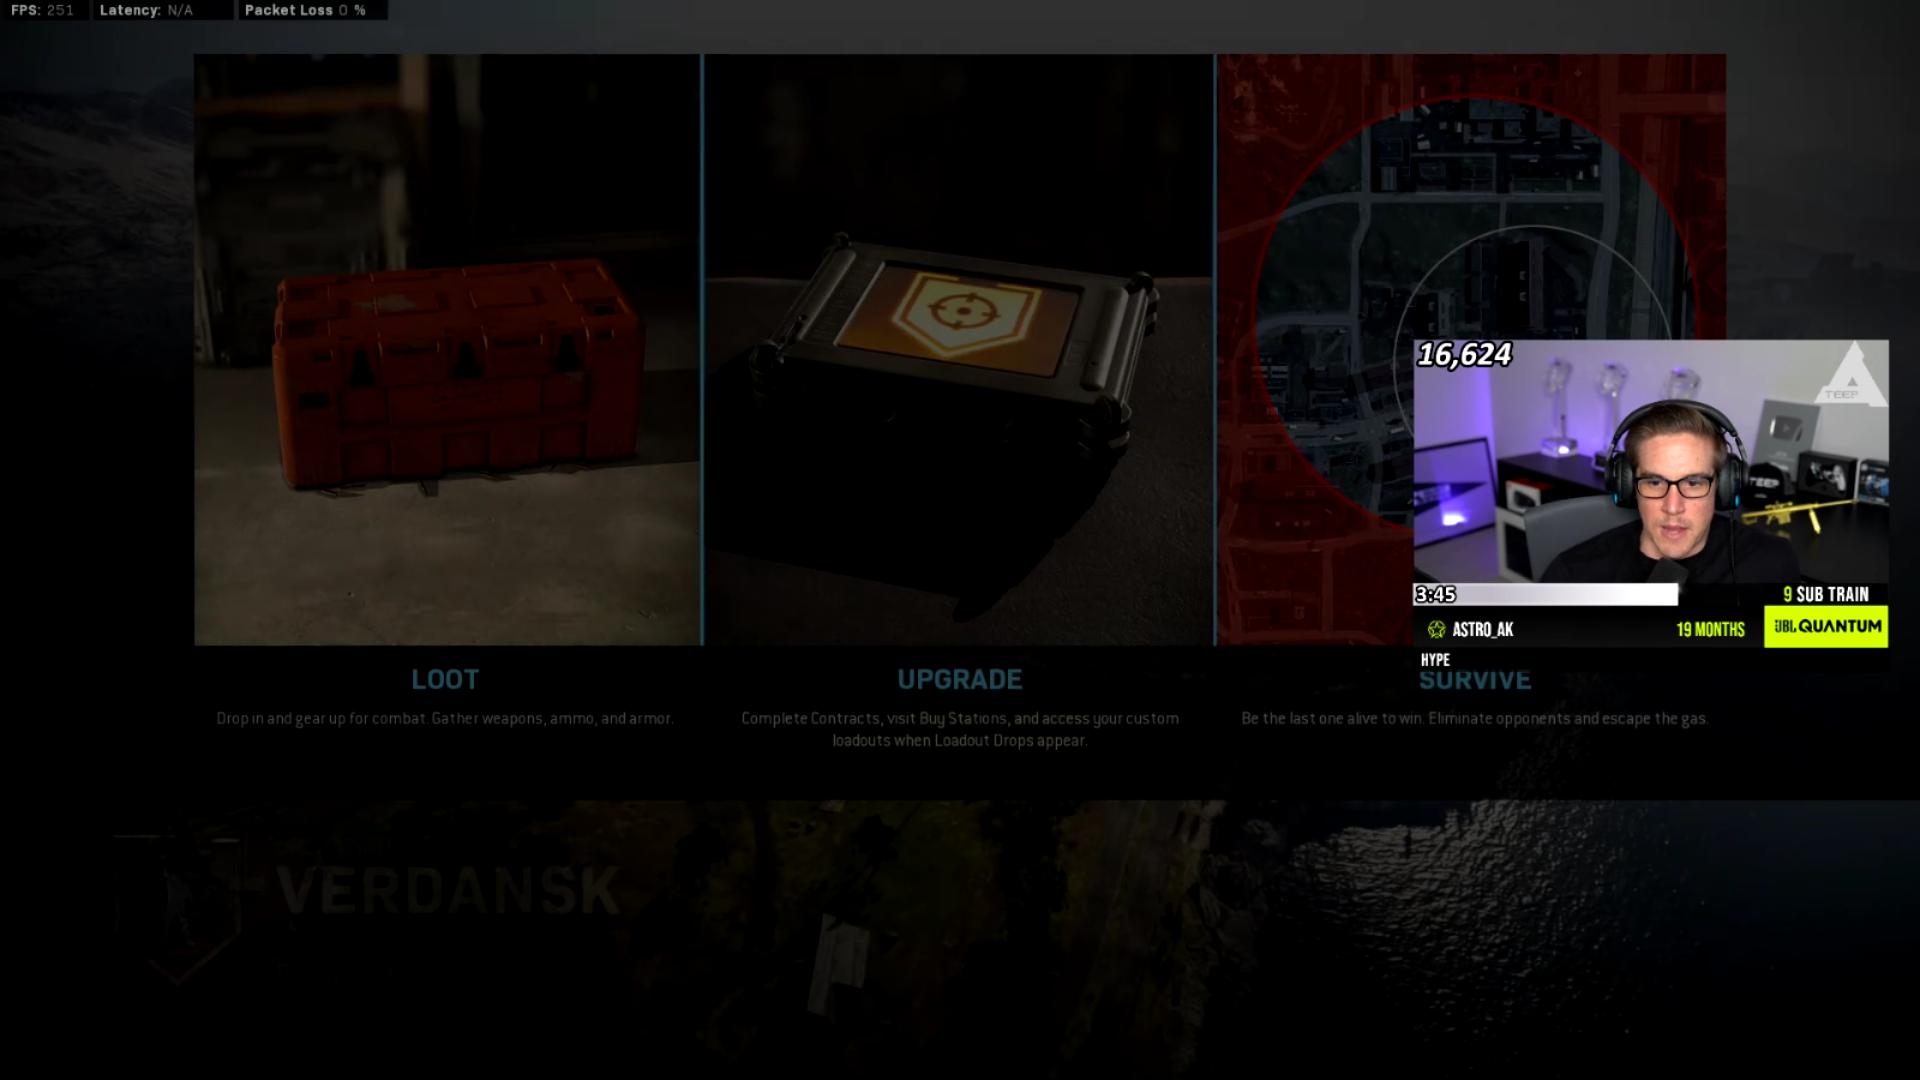 FPS: 251 Latency: N/A Packet Loss 0 %
16,624
TEEP
TEEP
3:45
9 SUB TRAIN
ASTRO_AK 19 MONTHS
JBL QUANTUM
HYPE
LOOT
Drop in and gear up for combat. Gather weapons, ammo, and armor.
UPGRADE
Complete Contracts, visit Buy Stations, and access your custom
loadouts when Loadout Drops appear.
SURVIVE
Be the last one alive to win. Eliminate opponents and escape the gas.
VERDANSK